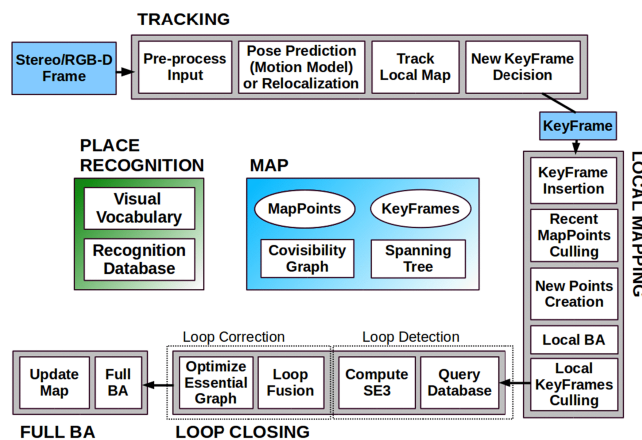 TRACKING
Stereo/RGB-D
Frame
Pre-process
Input
Pose Prediction
(Motion Model)
or Relocalization
Track
Local Map
New KeyFrame
Decision
KeyFrame
PLACE
RECOGNITION
Visual
Vocabulary
Recognition
Database
MAP
MapPoints
KeyFrames
Covisibility
Graph
Spanning
Tree
LOCAL MAPPING
KeyFrame
Insertion
Recent
MapPoints
Culling
New Points
Creation
Local BA
Local
KeyFrames
Culling
Loop Correction
Loop Detection
Optimize
Essential
Graph
Loop
Fusion
Compute
SE3
Query
Database
LOOP CLOSING
Update
Map
Full
BA
FULL BA